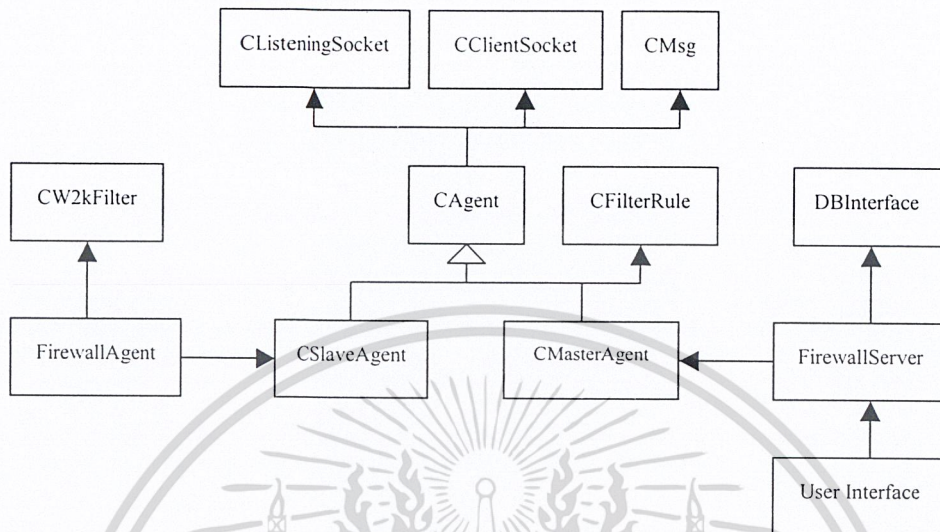 CListeningSocket
CClientSocket
CMsg
CW2kFilter
CAgent
CFilterRule
DBInterface
FirewallAgent
CSlaveAgent
CMasterAgent
FirewallServer
User Interface